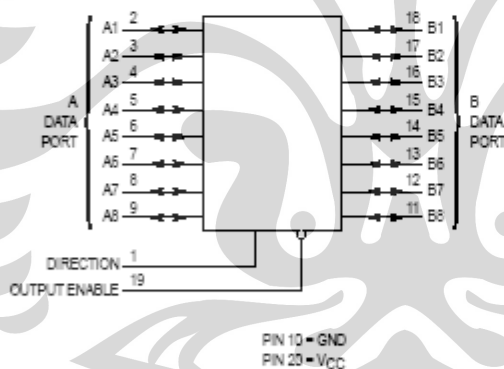 A1 2 18 B1
A2 3 17 B2
A3 4 16 B3
A DATA PORT
A4 5 15 B4
B DATA PORT
A5 6 14 B5
A6 7 13 B6
A7 8 12 B7
A8 9 11 B8
DIRECTION 1
OUTPUT ENABLE 19
PIN 10 = GND
PIN 20 = VCC